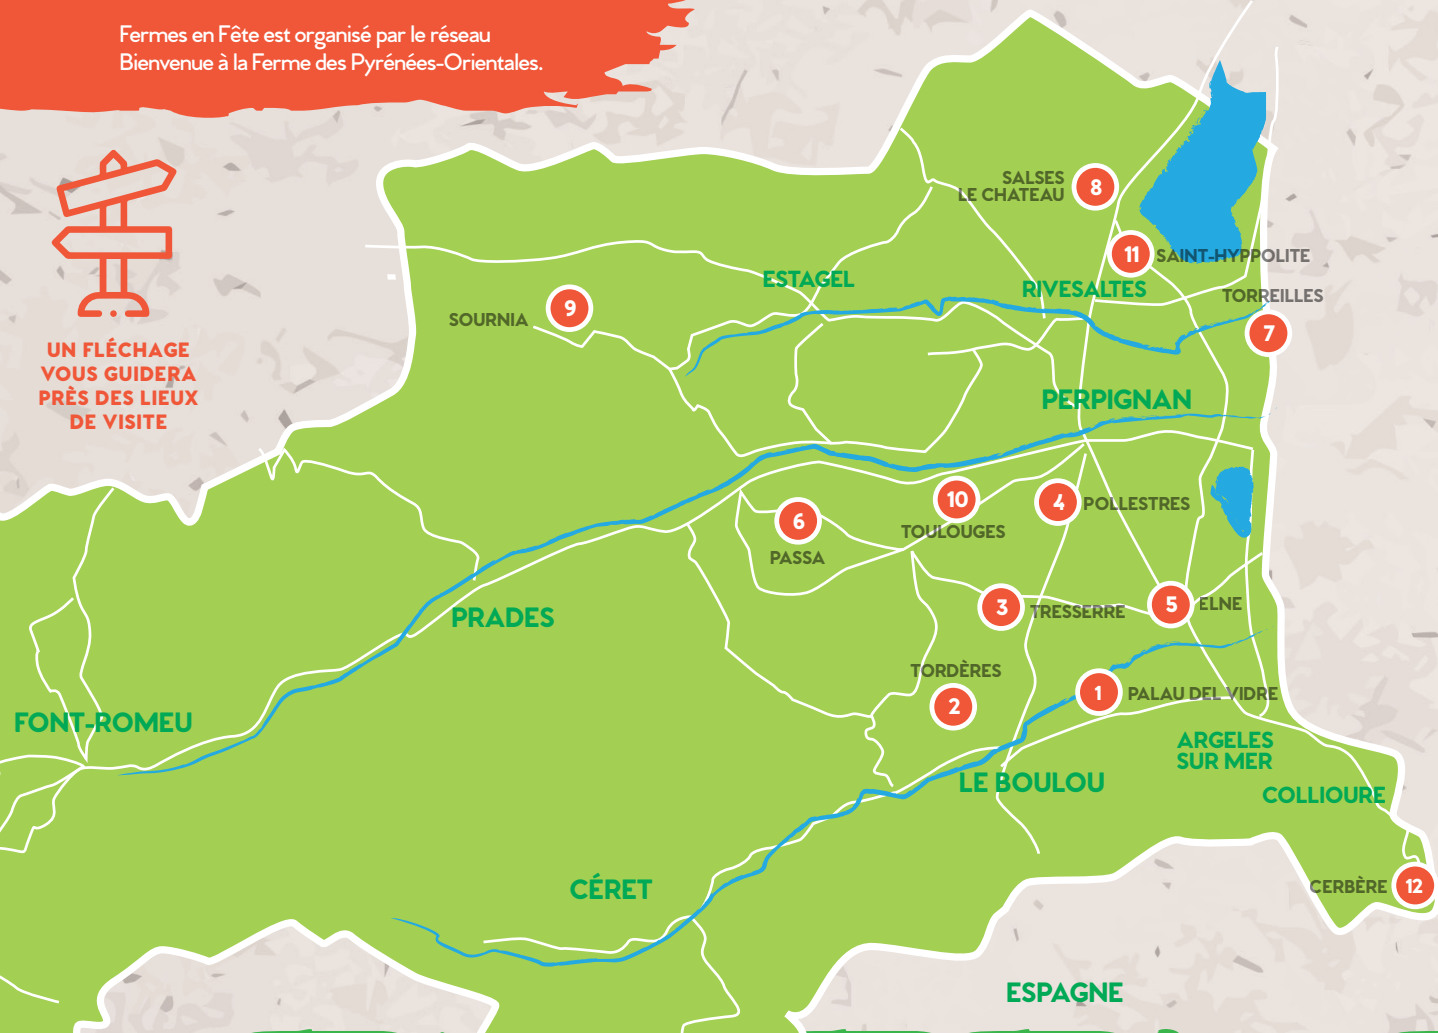 Fermes en Fête est organisé par le réseau
Bienvenue à la Ferme des Pyrénées-Orientales.
UN FLÉCHAGE
VOUS GUIDERA
PRÈS DES LIEUX
DE VISITE
SALSES
LE CHATEAU
8
11
SAINT-HYPPOLITE
ESTAGEL
RIVESALTES
TORREILLES
9
SOURNIA
7
PERPIGNAN
10
4
POLLESTRES
6
TOULOUGES
PASSA
PRADES
3
TRESSERRE
5
ELNE
TORDÈRES
2
1
PALAU DEL VIDRE
FONT-ROMEU
ARGELES
SUR MER
LE BOULOU
COLLIOURE
CÉRET
CERBÈRE
12
ESPAGNE